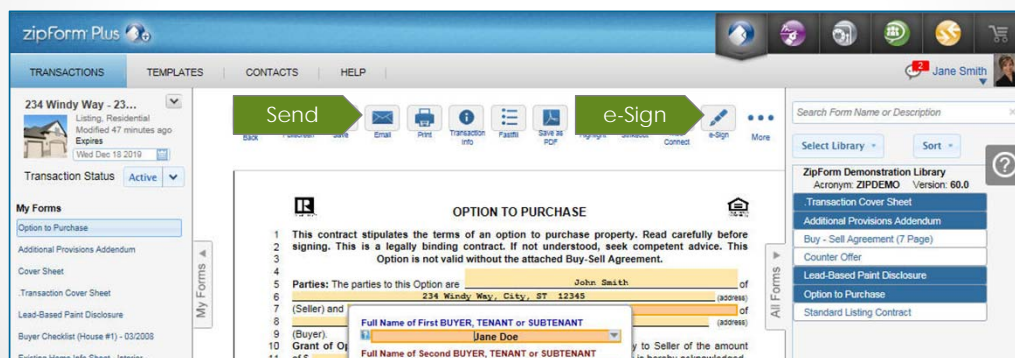 zipForm Plus
TRANSACTIONS TEMPLATES CONTACTS HELP
2 Jane Smith
234 Windy Way - 23...
Listing, Residential
Modified 47 minutes ago
Expires
Wed Dec 18 2019
Transaction Status Active
My Forms
Option to Purchase
Additional Provisions Addendum
Cover Sheet
.Transaction Cover Sheet
Lead-Based Paint Disclosure
Buyer Checklist (House #1) - 03/2008
My Forms
Send
e-Sign
Back
Email
Print
Transaction
Info
Fastfill
Save as
PDF
Connect
e-Sign
More
OPTION TO PURCHASE
1 This contract stipulates the terms of an option to purchase property. Read carefully before
2 signing. This is a legally binding contract. If not understood, seek competent advice. This
3 Option is not valid without the attached Buy-Sell Agreement.
4
5 Parties: The parties to this Option are John Smith of
6 234 Windy Way, City, ST 12345 (address)
7 (Seller) and of
8 (address)
9 (Buyer).
10 Grant of Op y to Seller of the amount
Full Name of First BUYER, TENANT or SUBTENANT
Jane Doe
Full Name of Second BUYER, TENANT or SUBTENANT
All Forms
Search Form Name or Description
Select Library Sort
ZipForm Demonstration Library
Acronym: ZIPDEMO Version: 60.0
.Transaction Cover Sheet
Additional Provisions Addendum
Buy - Sell Agreement (7 Page)
Counter Offer
Lead-Based Paint Disclosure
Option to Purchase
Standard Listing Contract